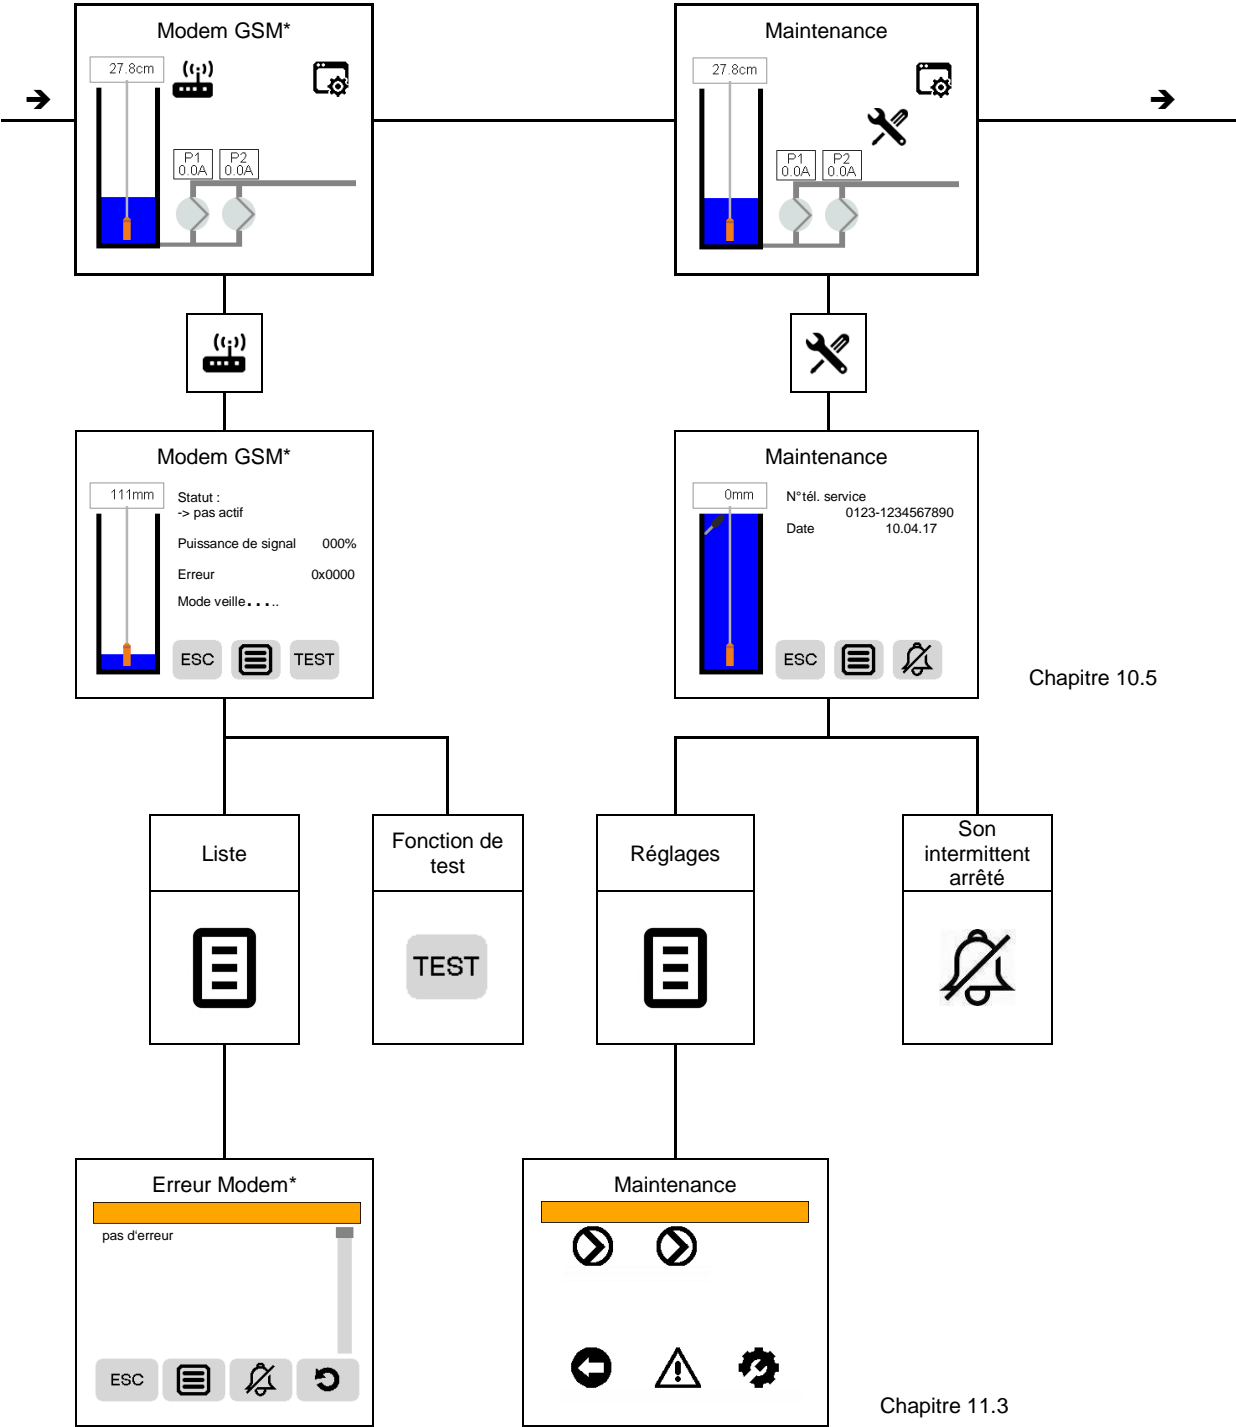 Modem GSM*
27.8cm
P1
0.0A
P2
0.0A
Maintenance
27.8cm
P1
0.0A
P2
0.0A
Modem GSM*
111mm
Statut :
-> pas actif
Puissance de signal 000%
Erreur 0x0000
Mode veille.....
ESC
TEST
Maintenance
0mm
N°tél. service
0123-1234567890
Date 10.04.17
ESC
Chapitre 10.5
Liste
Fonction de
test
TEST
Réglages
Son
intermittent
arrêté
Erreur Modem*
pas d'erreur
ESC
Maintenance
Chapitre 11.3